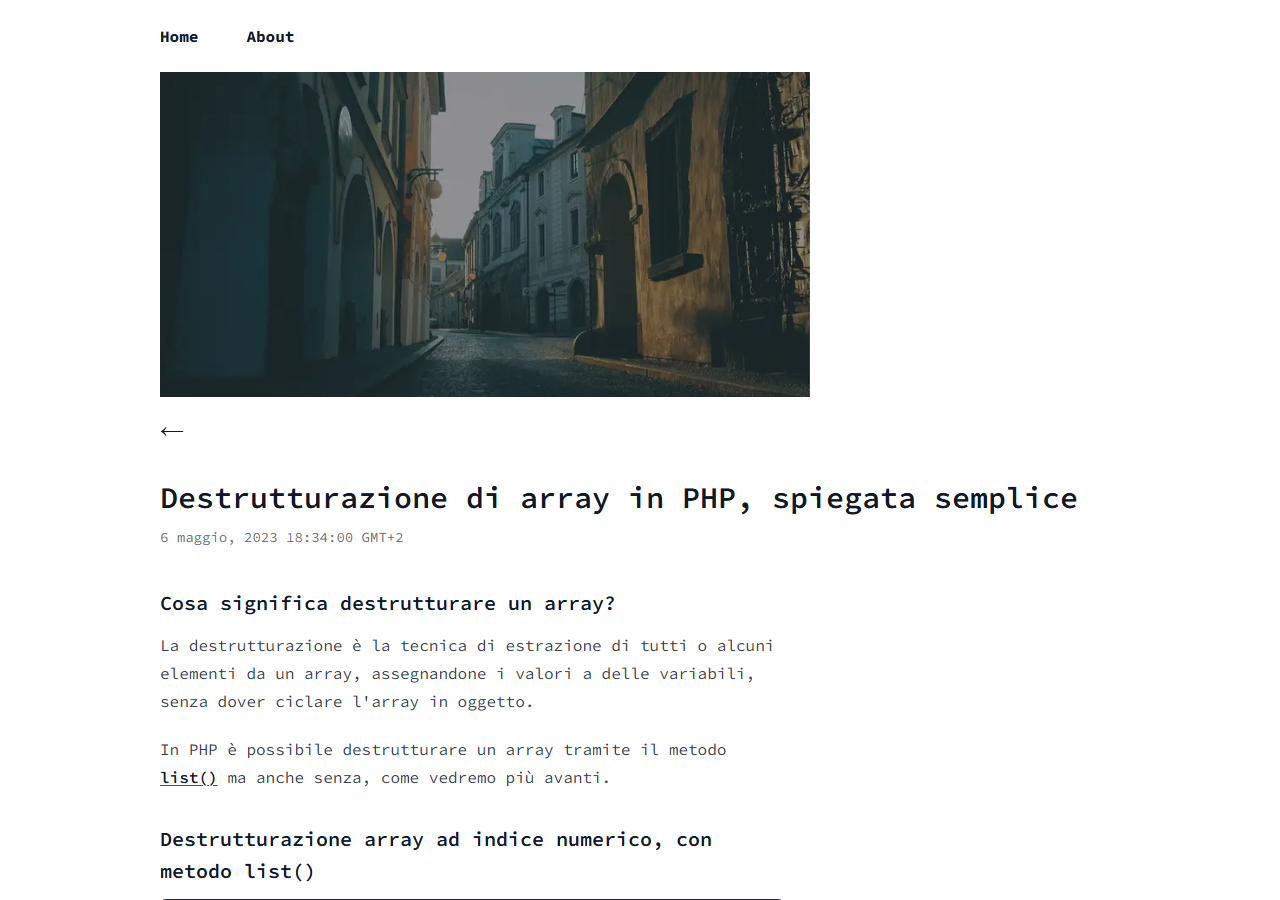 Home About
←
Destrutturazione di array in PHP, spiegata semplice
6 maggio, 2023 18:34:00 GMT+2
Cosa significa destrutturare un array?
La destrutturazione è la tecnica di estrazione di tutti o alcuni
elementi da un array, assegnandone i valori a delle variabili,
senza dover ciclare l'array in oggetto.
In PHP è possibile destrutturare un array tramite il metodo
list() ma anche senza, come vedremo più avanti.
Destrutturazione array ad indice numerico, con
metodo list()